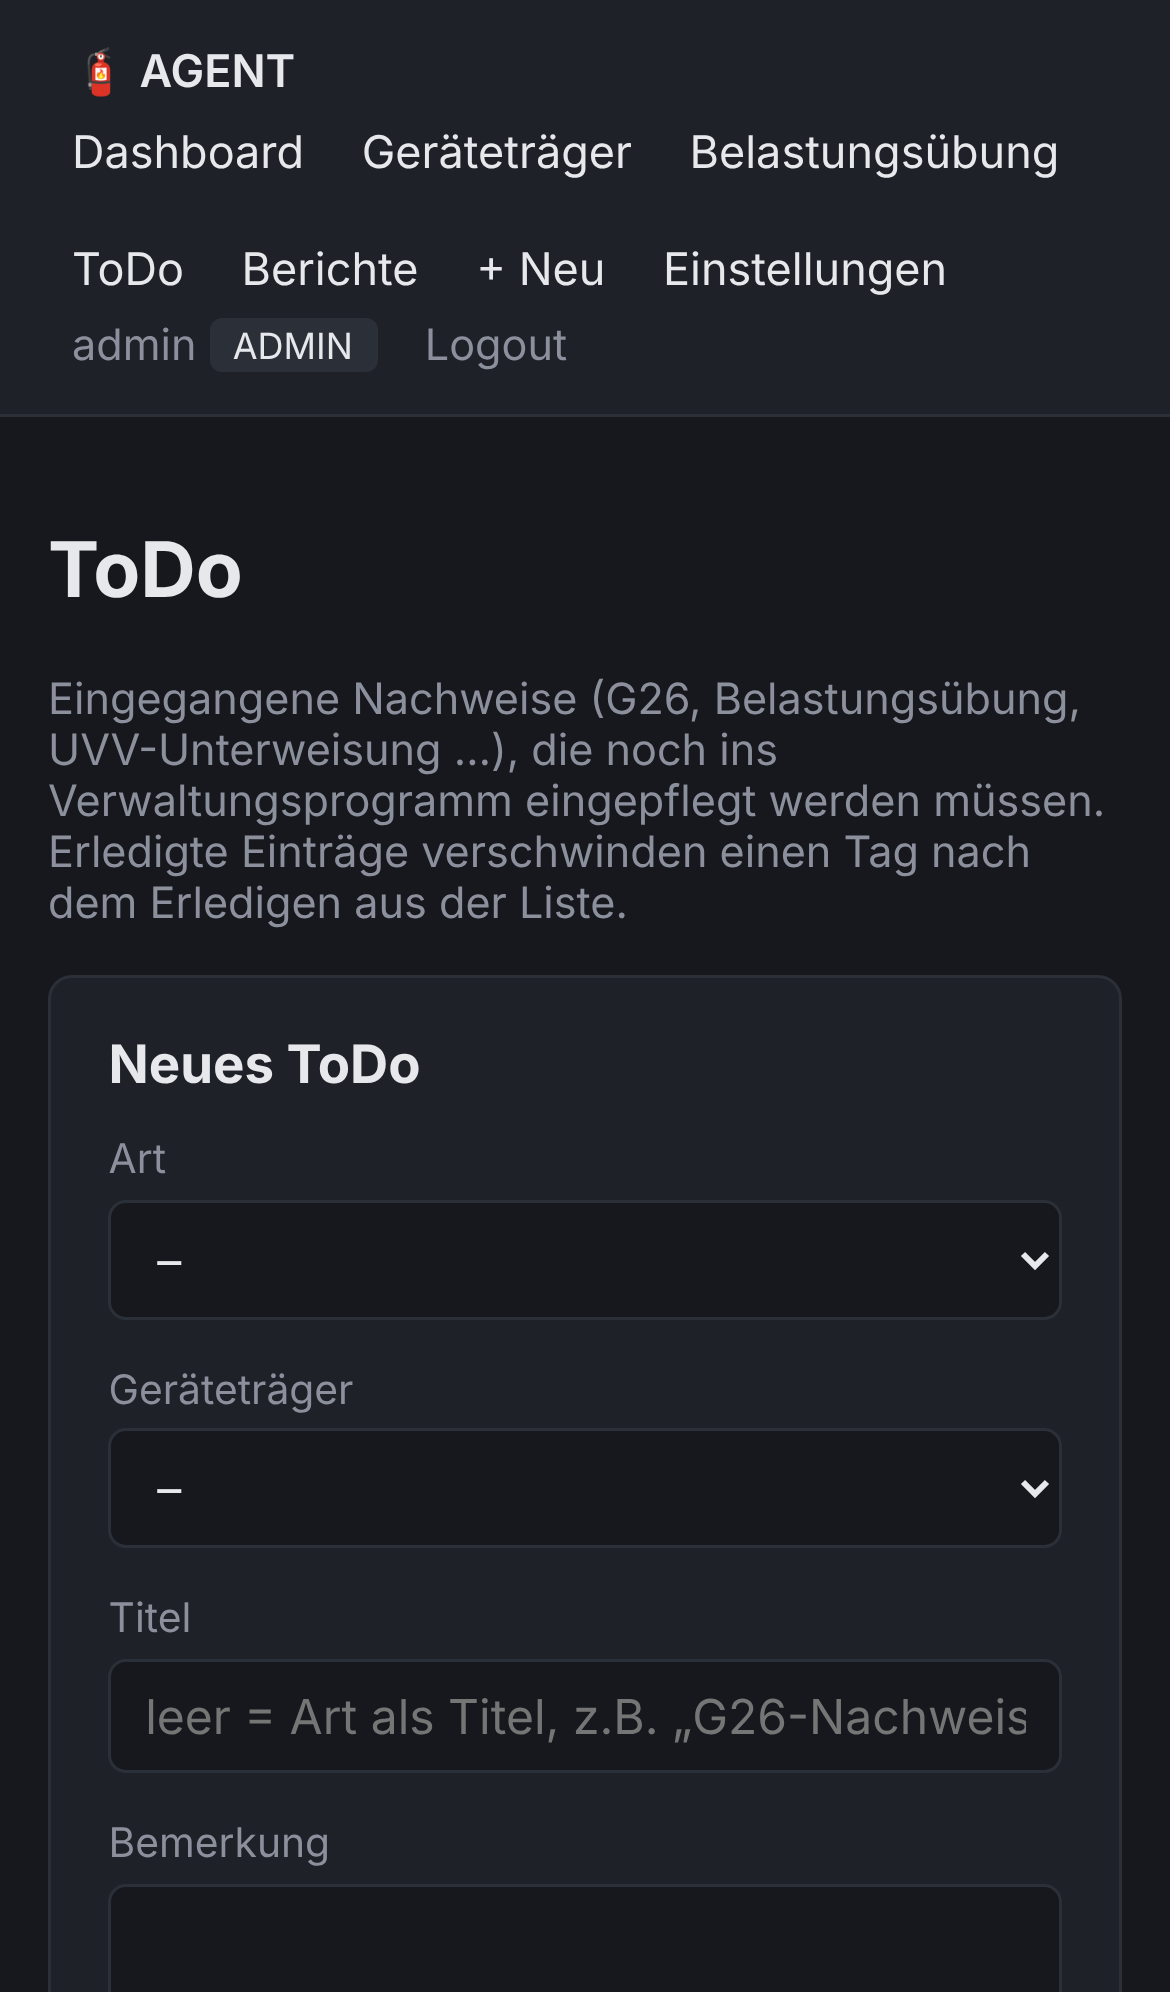 AGENT
Dashboard Geräteträger Belastungsübung
ToDo Berichte + Neu Einstellungen
admin ADMIN Logout
ToDo
Eingegangene Nachweise (G26, Belastungsübung,
UVV-Unterweisung ...), die noch ins
Verwaltungsprogramm eingepflegt werden müssen.
Erledigte Einträge verschwinden einen Tag nach
dem Erledigen aus der Liste.
Neues ToDo
Art
–
Geräteträger
–
Titel
leer = Art als Titel, z.B. „G26-Nachweis
Bemerkung